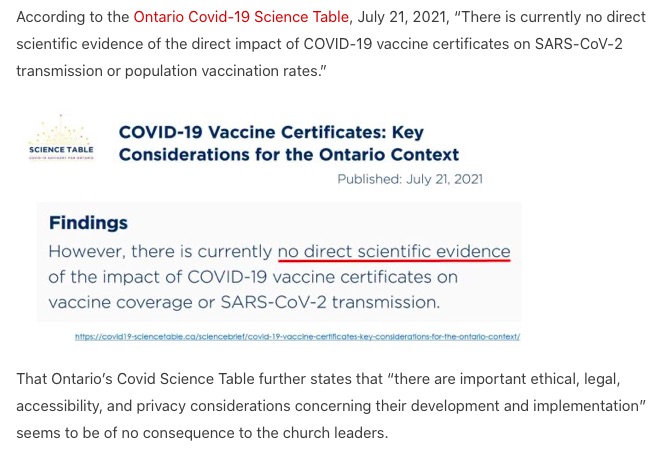 According to the Ontario Covid-19 Science Table, July 21, 2021, “There is currently no direct
scientific evidence of the direct impact of COVID-19 vaccine certificates on SARS-CoV-2
transmission or population vaccination rates.”
SCIENCE TABLE
COVID-19 ADVISORY FOR ONTARIO
COVID-19 Vaccine Certificates: Key
Considerations for the Ontario Context
Published: July 21, 2021
Findings
However, there is currently no direct scientific evidence
of the impact of COVID-19 vaccine certificates on
vaccine coverage or SARS-CoV-2 transmission.
https://covid19-sciencetable.ca/sciencebrief/covid-19-vaccine-certificates-key-considerations-for-the-ontario-context/
That Ontario’s Covid Science Table further states that “there are important ethical, legal,
accessibility, and privacy considerations concerning their development and implementation”
seems to be of no consequence to the church leaders.